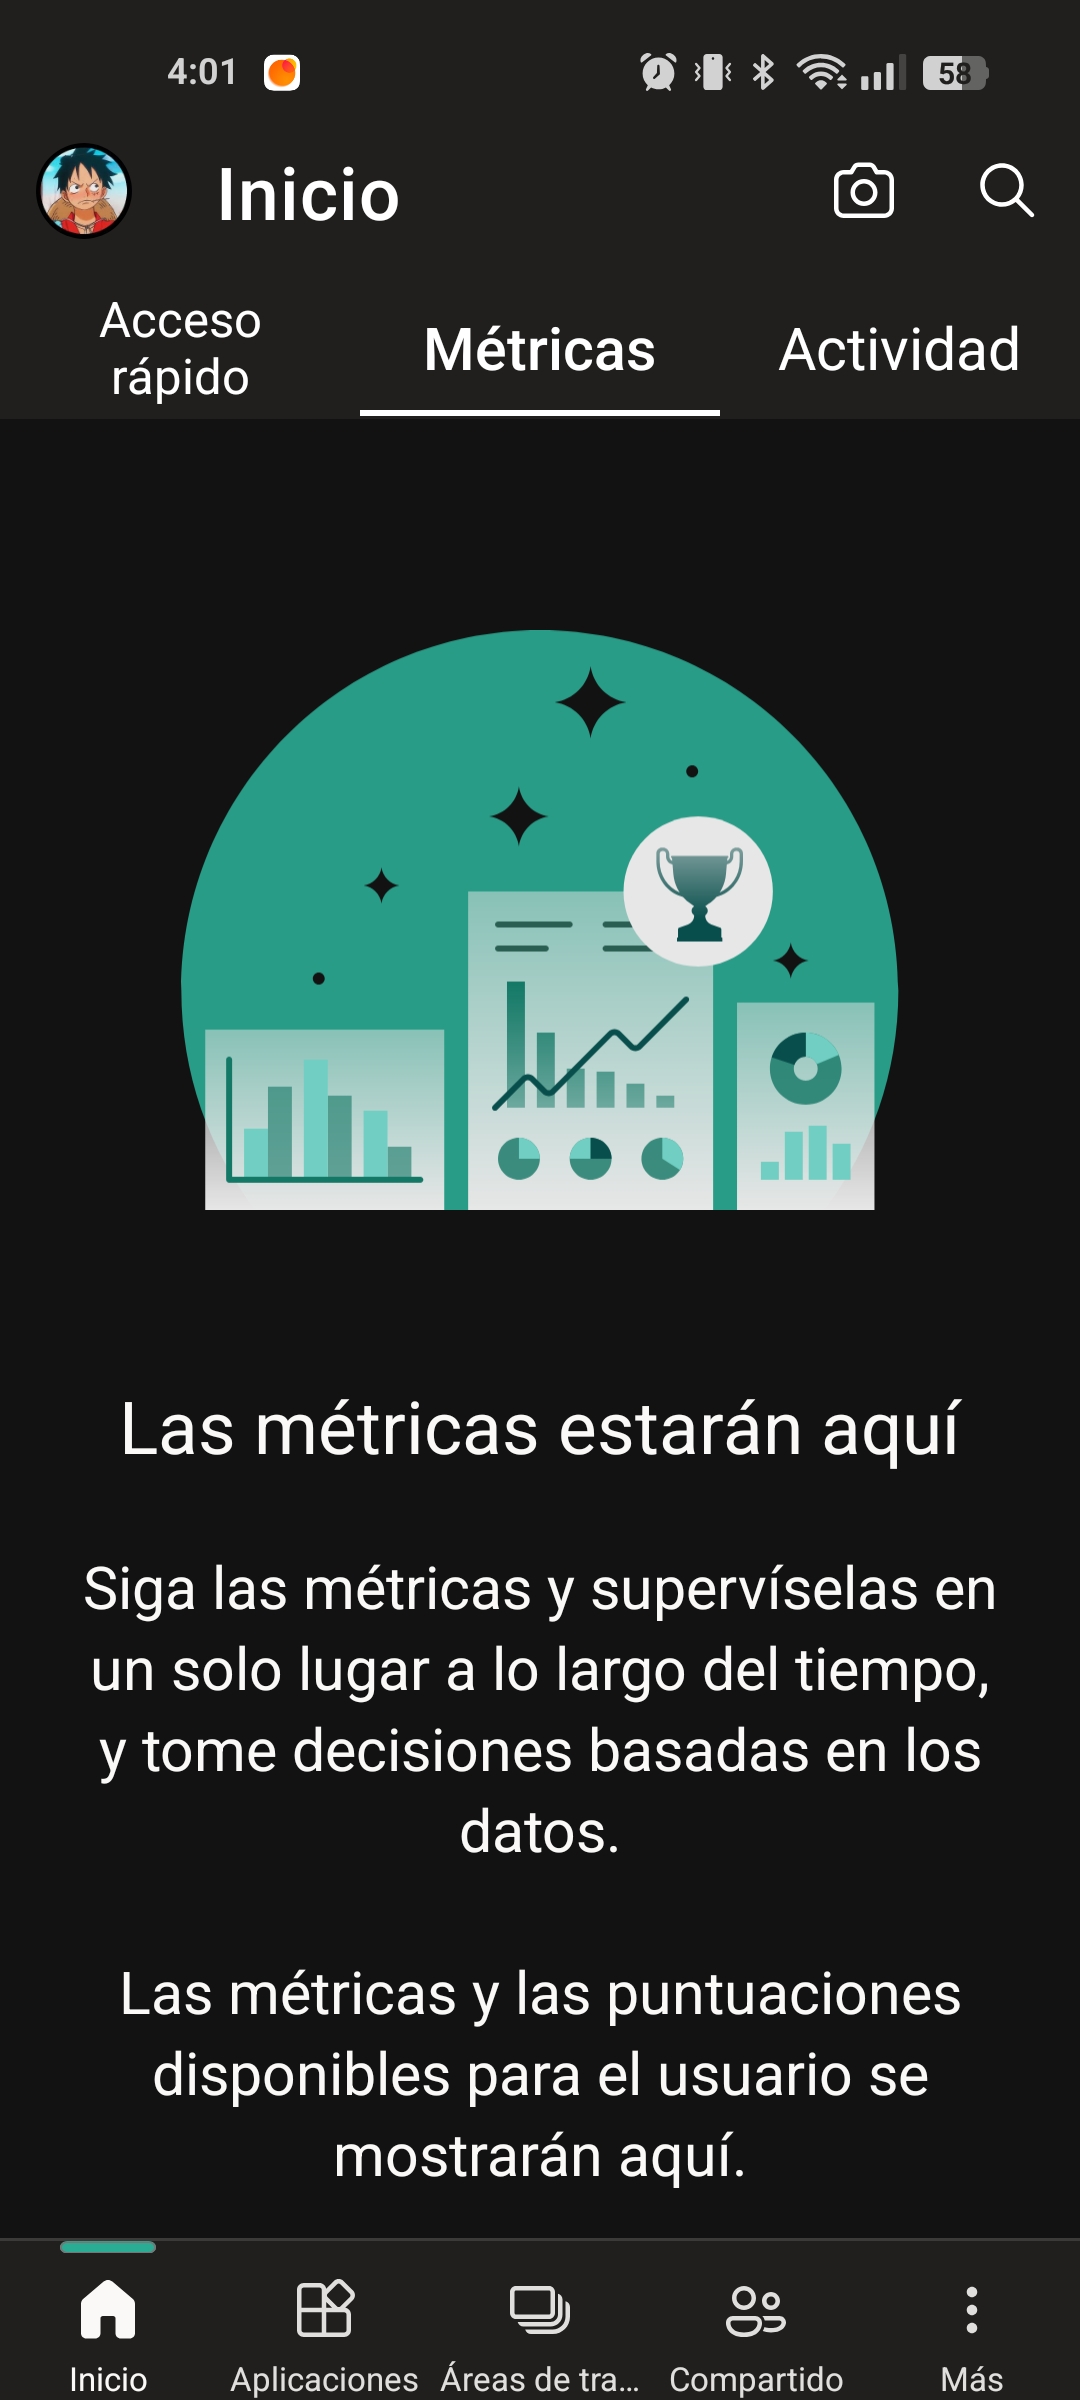 4:01
58
Inicio
Acceso
rápido
Métricas
Actividad
Las métricas estarán aquí
Siga las métricas y supervíselas en
un solo lugar a lo largo del tiempo,
y tome decisiones basadas en los
datos.
Las métricas y las puntuaciones
disponibles para el usuario se
mostrarán aquí.
Inicio
Aplicaciones
Áreas de tra...
Compartido
Más